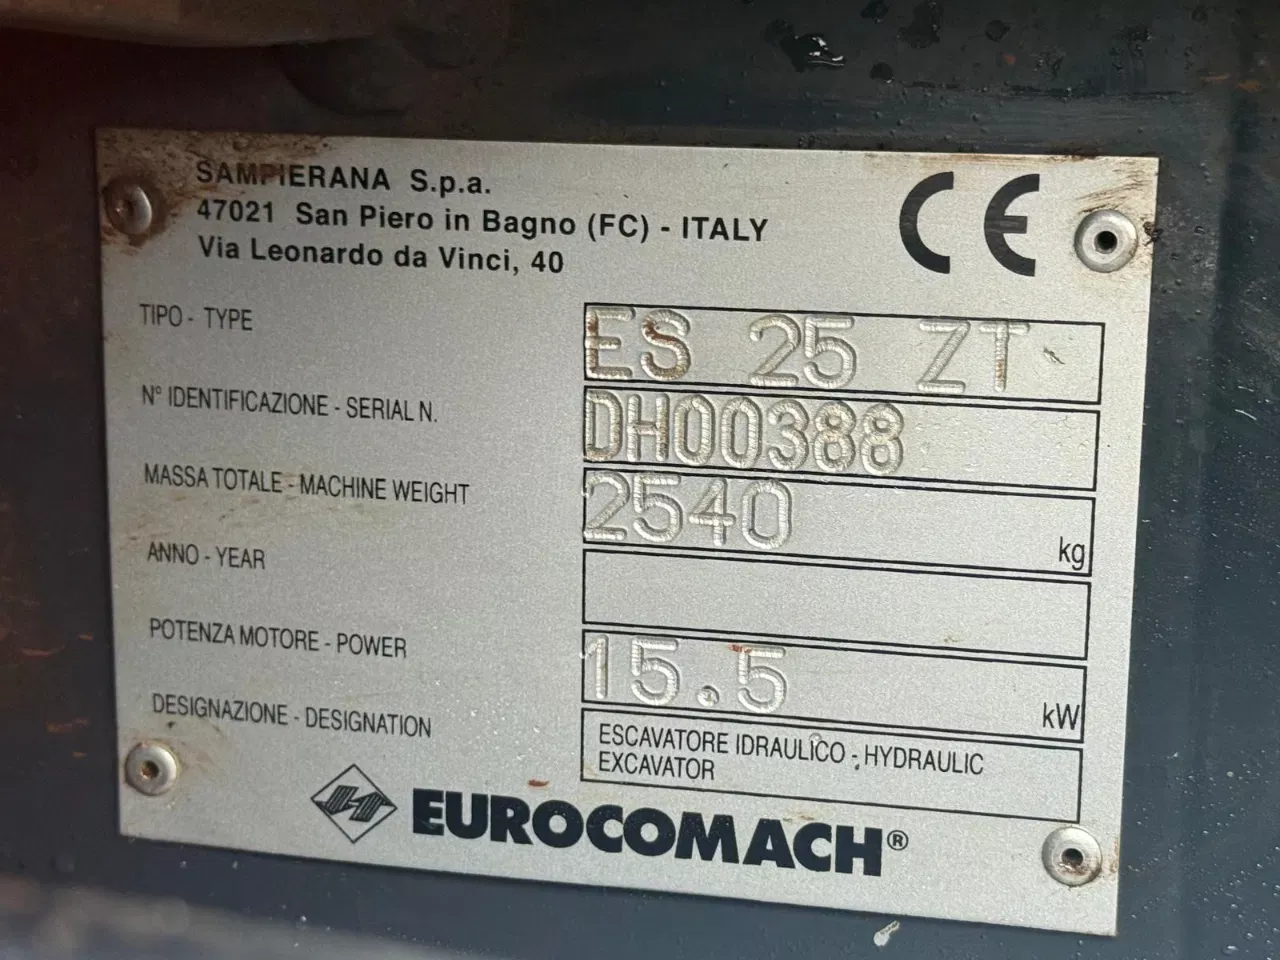 SAMPIERANA S.p.a.
47021 San Piero in Bagno (FC) - ITALY
Via Leonardo da Vinci, 40
CE
TIPO - TYPE ES 25 ZT
N° IDENTIFICAZIONE - SERIAL N. DH00388
MASSA TOTALE - MACHINE WEIGHT 2540 kg
ANNO - YEAR
POTENZA MOTORE - POWER 15.5 kW
DESIGNAZIONE - DESIGNATION ESCAVATORE IDRAULICO - HYDRAULIC
EXCAVATOR
EUROCOMACH®